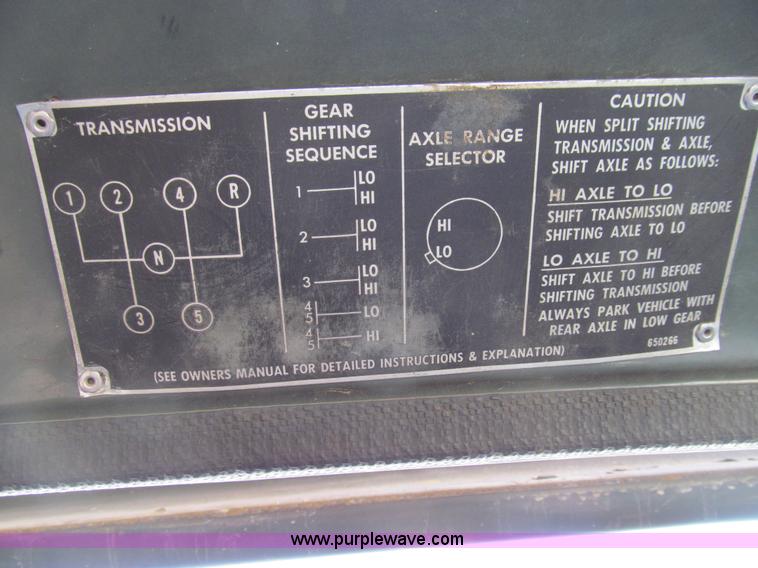 TRANSMISSION
1 2 4 R
N
3 5
GEAR
SHIFTING
SEQUENCE
1 LO
HI
2 LO
HI
3 LO
HI
4
5 LO
4
5 HI
AXLE RANGE
SELECTOR
HI
LO
CAUTION
WHEN SPLIT SHIFTING
TRANSMISSION & AXLE,
SHIFT AXLE AS FOLLOWS:
HI AXLE TO LO
SHIFT TRANSMISSION BEFORE
SHIFTING AXLE TO LO
LO AXLE TO HI
SHIFT AXLE TO HI BEFORE
SHIFTING TRANSMISSION
ALWAYS PARK VEHICLE WITH
REAR AXLE IN LOW GEAR
650266
(SEE OWNERS MANUAL FOR DETAILED INSTRUCTIONS & EXPLANATION)
www.purplewave.com